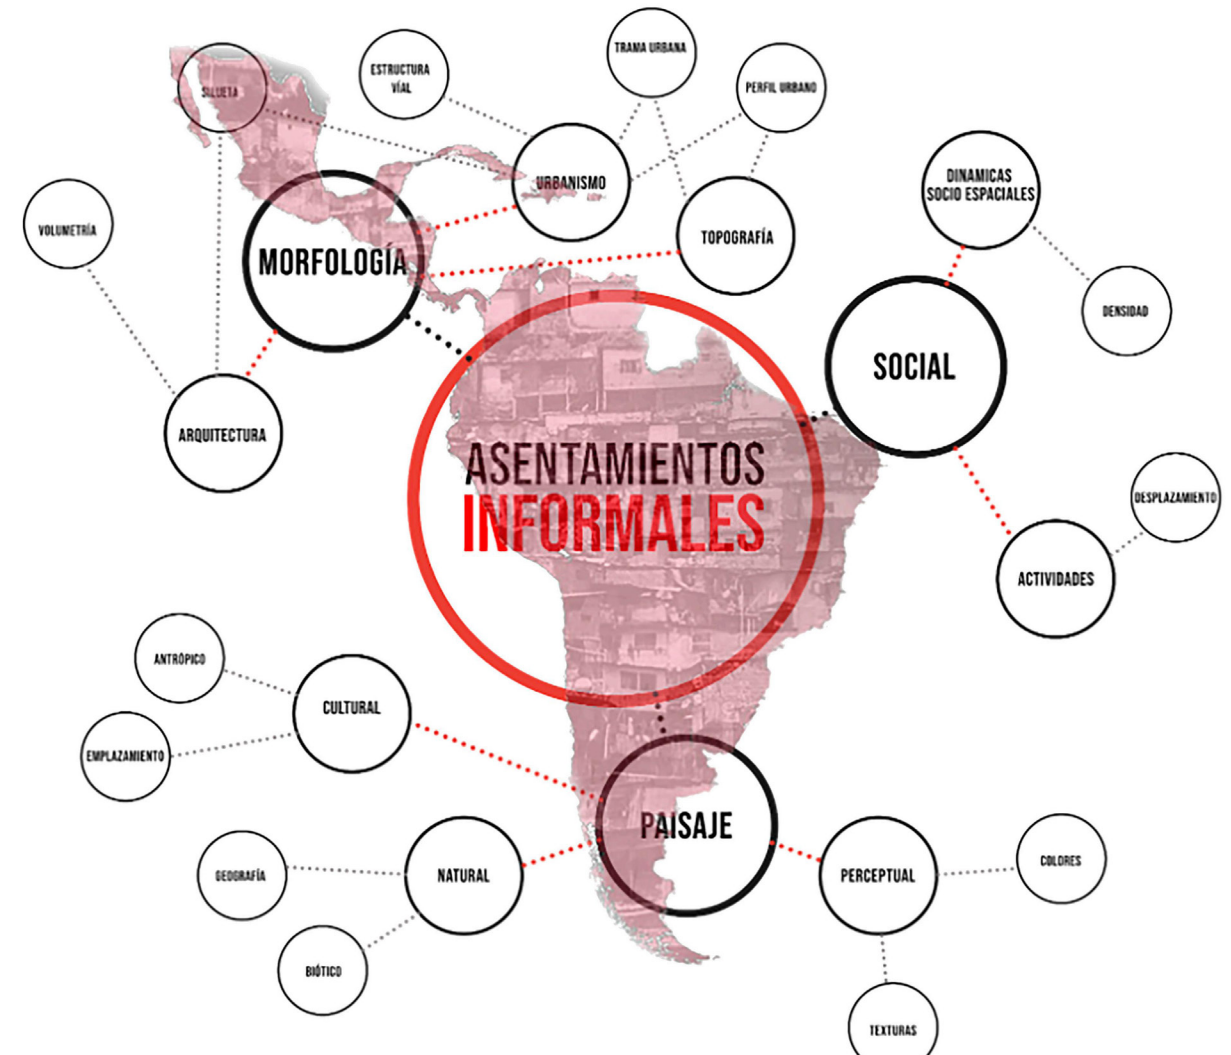 TRAMA URBANA
ESTRUCTURA
VÍAL
PERFIL URBANO
SILUETA
URBANISMO
DINAMICAS
SOCIO ESPACIALES
VOLUMETRÍA
TOPOGRAFÍA
MORFOLOGÍA
DENSIDAD
SOCIAL
ARQUITECTURA
ASENTAMIENTOS
INFORMALES
DESPLAZAMIENTO
ACTIVIDADES
ANTRÓPICO
CULTURAL
EMPLAZAMIENTO
PAISAJE
GEOGRAFÍA
NATURAL
PERCEPTUAL
COLORES
BIÓTICO
TEXTURAS